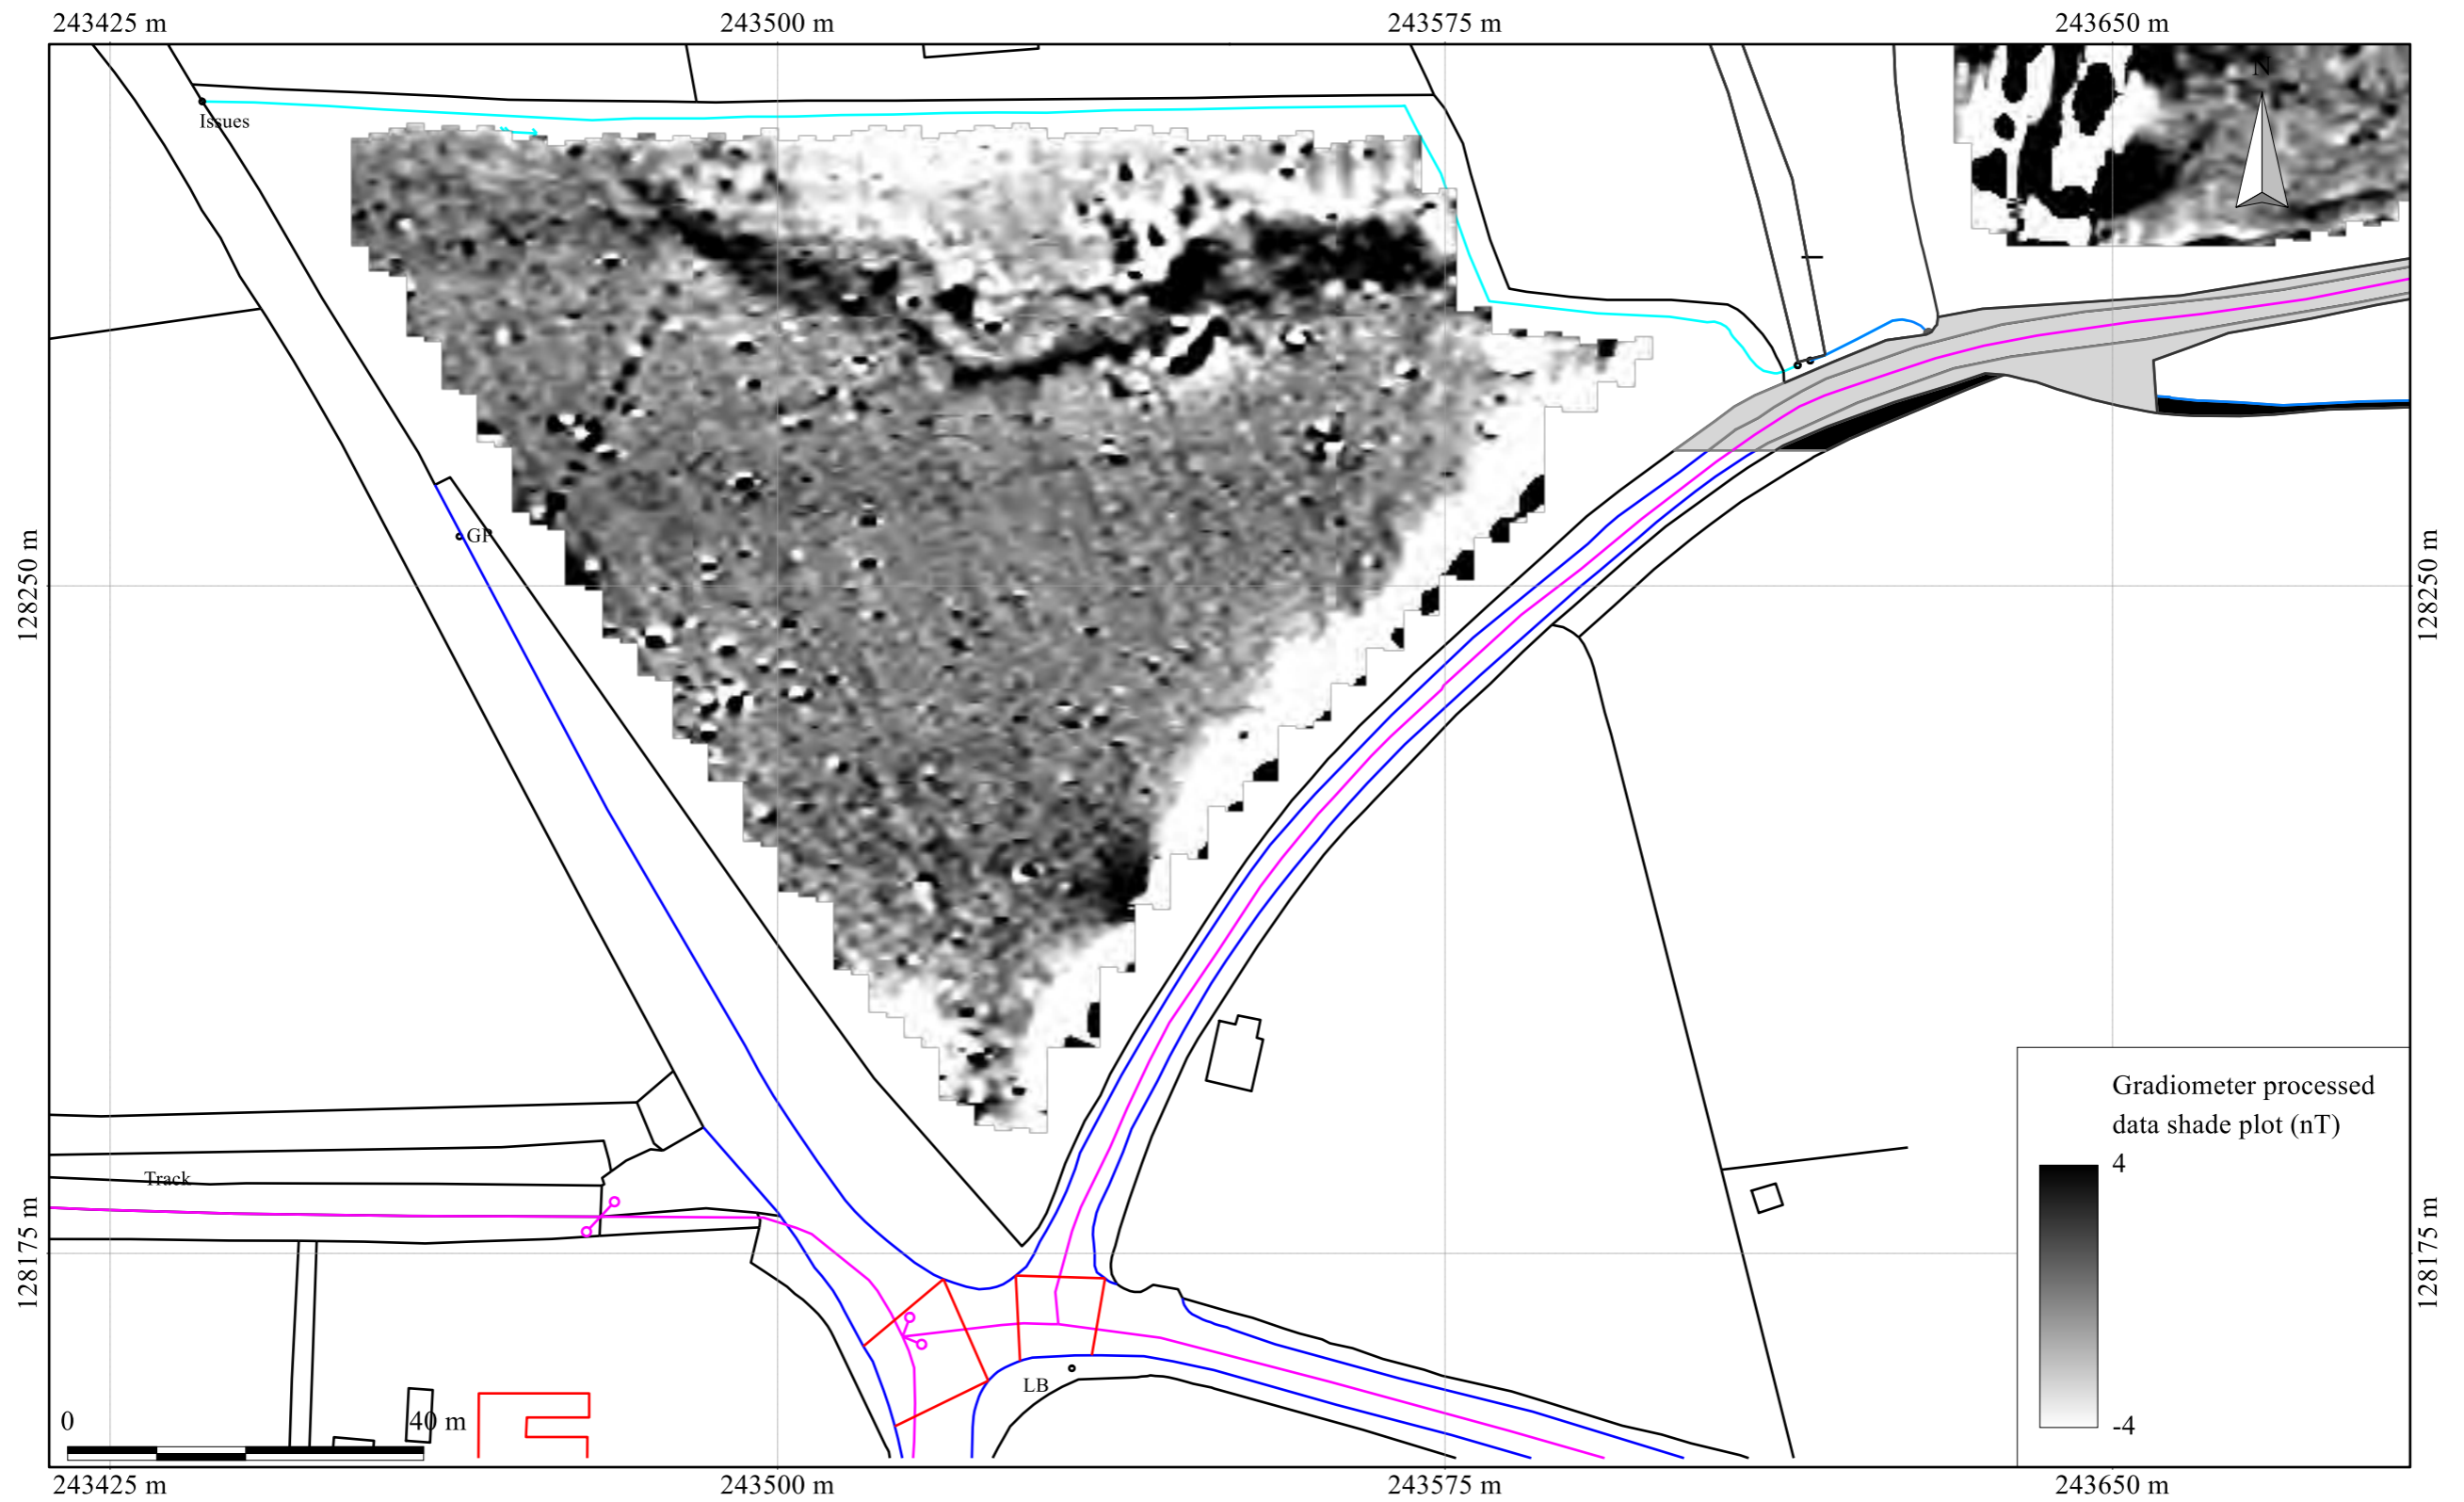 243425 m
243500 m
243575 m
243650 m
N
Issues
GP
128250 m
128250 m
Gradiometer processed
data shade plot (nT)
4
-4
Track
128175 m
128175 m
LB
0
40 m
243425 m
243500 m
243575 m
243650 m